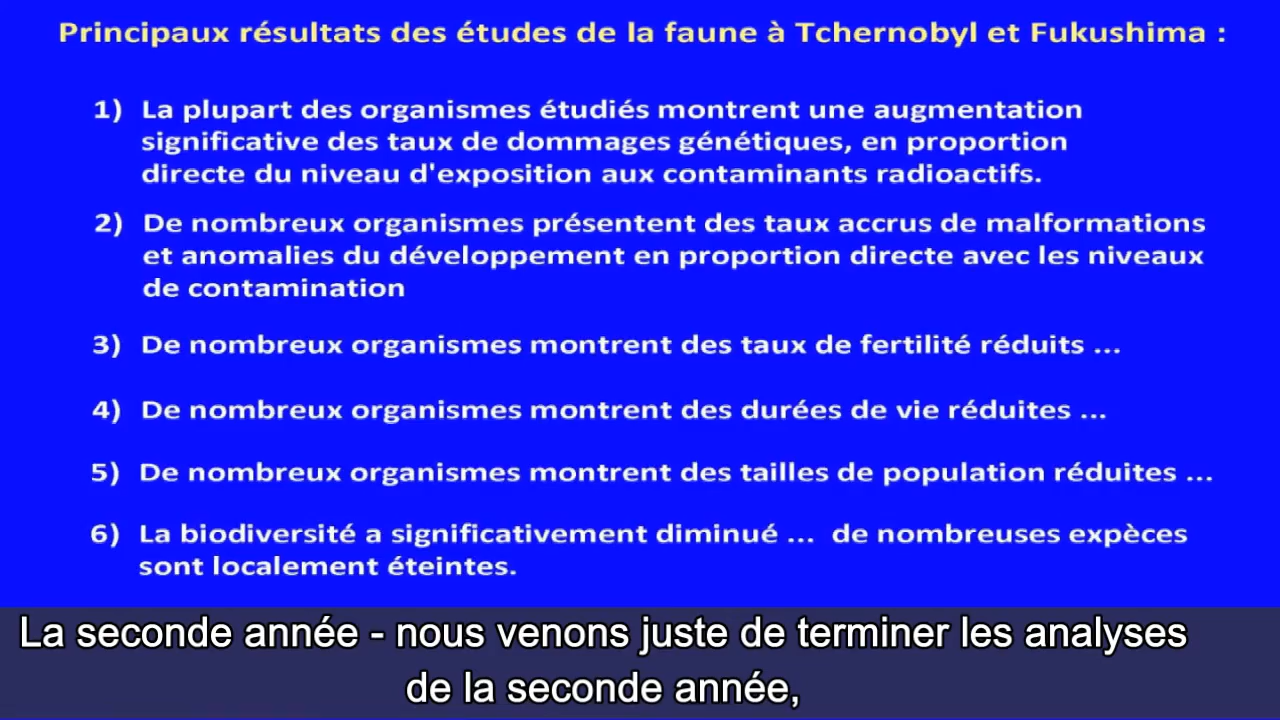 Principaux résultats des études de la faune à Tchernobyl et Fukushima :
1) La plupart des organismes étudiés montrent une augmentation
significative des taux de dommages génétiques, en proportion
directe du niveau d'exposition aux contaminants radioactifs.
2) De nombreux organismes présentent des taux accrus de malformations
et anomalies du développement en proportion directe avec les niveaux
de contamination
3) De nombreux organismes montrent des taux de fertilité réduits ...
4) De nombreux organismes montrent des durées de vie réduites ...
5) De nombreux organismes montrent des tailles de population réduites ...
6) La biodiversité a significativement diminué ... de nombreuses expèces
sont localement éteintes.
La seconde année - nous venons juste de terminer les analyses
de la seconde année,